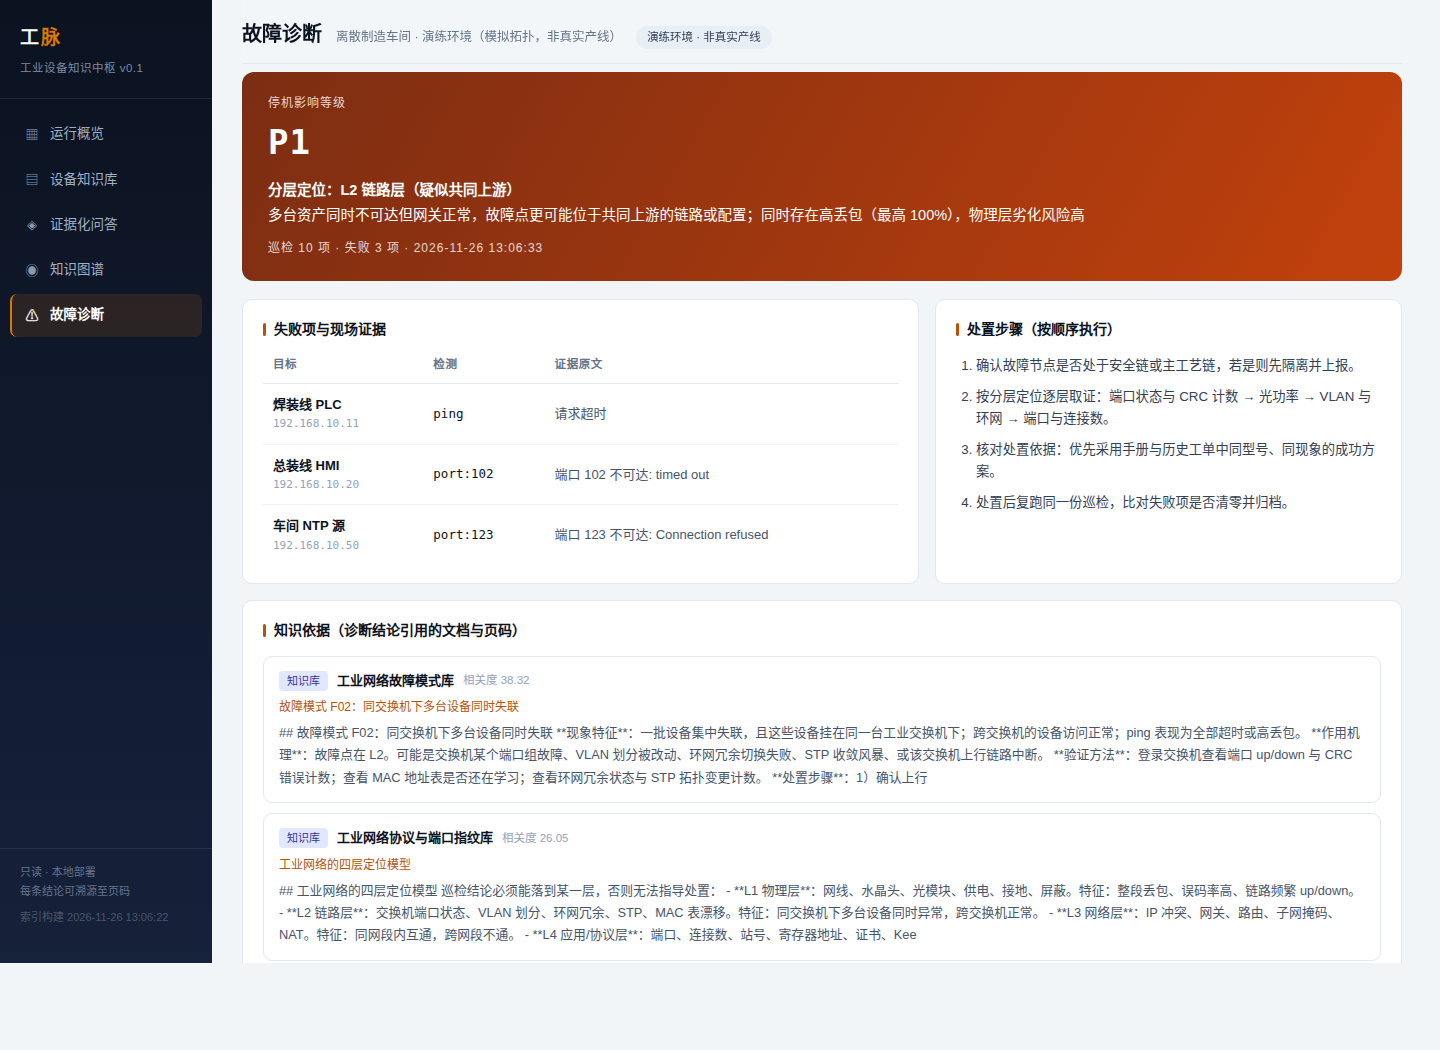 工脉
工业设备知识中枢 v0.1
运行概览
设备知识库
证据化问答
知识图谱
故障诊断
只读 · 本地部署
每条结论可溯源至页码
索引构建 2026-11-26 13:06:22
故障诊断 离散制造车间 · 演练环境（模拟拓扑，非真实产线） 演练环境 · 非真实产线
停机影响等级
P1
分层定位：L2 链路层（疑似共同上游）
多台资产同时不可达但网关正常，故障点更可能位于共同上游的链路或配置；同时存在高丢包（最高 100%），物理层劣化风险高
巡检 10 项 · 失败 3 项 · 2026-11-26 13:06:33
失败项与现场证据
目标 检测 证据原文
焊装线 PLC
192.168.10.11
ping
请求超时
总装线 HMI
192.168.10.20
port:102
端口 102 不可达: timed out
车间 NTP 源
192.168.10.50
port:123
端口 123 不可达: Connection refused
处置步骤（按顺序执行）
1. 确认故障节点是否处于安全链或主工艺链，若是则先隔离并上报。
2. 按分层定位逐层取证：端口状态与 CRC 计数 → 光功率 → VLAN 与
环网 → 端口与连接数。
3. 核对处置依据：优先采用手册与历史工单中同型号、同现象的成功方
案。
4. 处置后复跑同一份巡检，比对失败项是否清零并归档。
知识依据（诊断结论引用的文档与页码）
知识库 工业网络故障模式库 相关度 38.32
故障模式 F02：同交换机下多台设备同时失联
## 故障模式 F02：同交换机下多台设备同时失联 **现象特征**：一批设备集中失联，且这些设备挂在同一台工业交换机下；跨交换机的设备访问正常；ping 表现为全部超时或高丢包。 **作用机
理**：故障点在 L2。可能是交换机某个端口组故障、VLAN 划分被改动、环网冗余切换失败、STP 收敛风暴、或该交换机上行链路中断。 **验证方法**：登录交换机查看端口 up/down 与 CRC
错误计数；查看 MAC 地址表是否还在学习；查看环网冗余状态与 STP 拓扑变更计数。 **处置步骤**：1）确认上行
知识库 工业网络协议与端口指纹库 相关度 26.05
工业网络的四层定位模型
## 工业网络的四层定位模型 巡检结论必须能落到某一层，否则无法指导处置： - **L1 物理层**：网线、水晶头、光模块、供电、接地、屏蔽。特征：整段丢包、误码率高、链路频繁 up/down。
- **L2 链路层**：交换机端口状态、VLAN 划分、环网冗余、STP、MAC 表漂移。特征：同交换机下多台设备同时异常，跨交换机正常。 - **L3 网络层**：IP 冲突、网关、路由、子网掩码、
NAT。特征：同网段内互通，跨网段不通。 - **L4 应用/协议层**：端口、连接数、站号、寄存器地址、证书、Kee